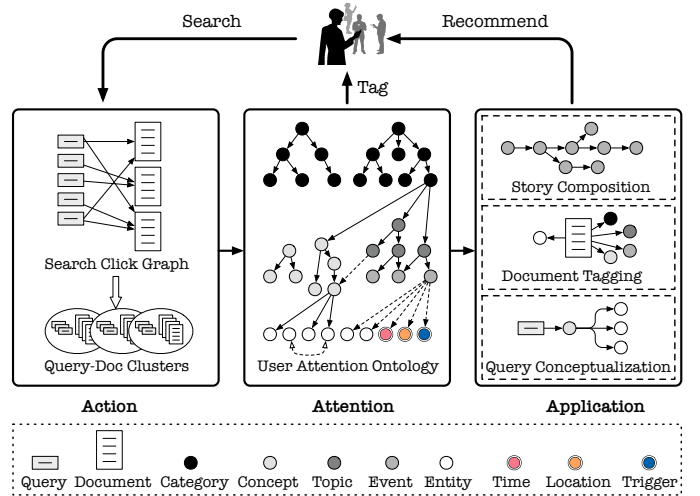 Search
Recommend
Tag
Search Click Graph
Query-Doc Clusters
User Attention Ontology
Story Composition
Document Tagging
Query Conceptualization
Action
Attention
Application
Query
Document
Category
Concept
Topic
Event
Entity
Time
Location
Trigger